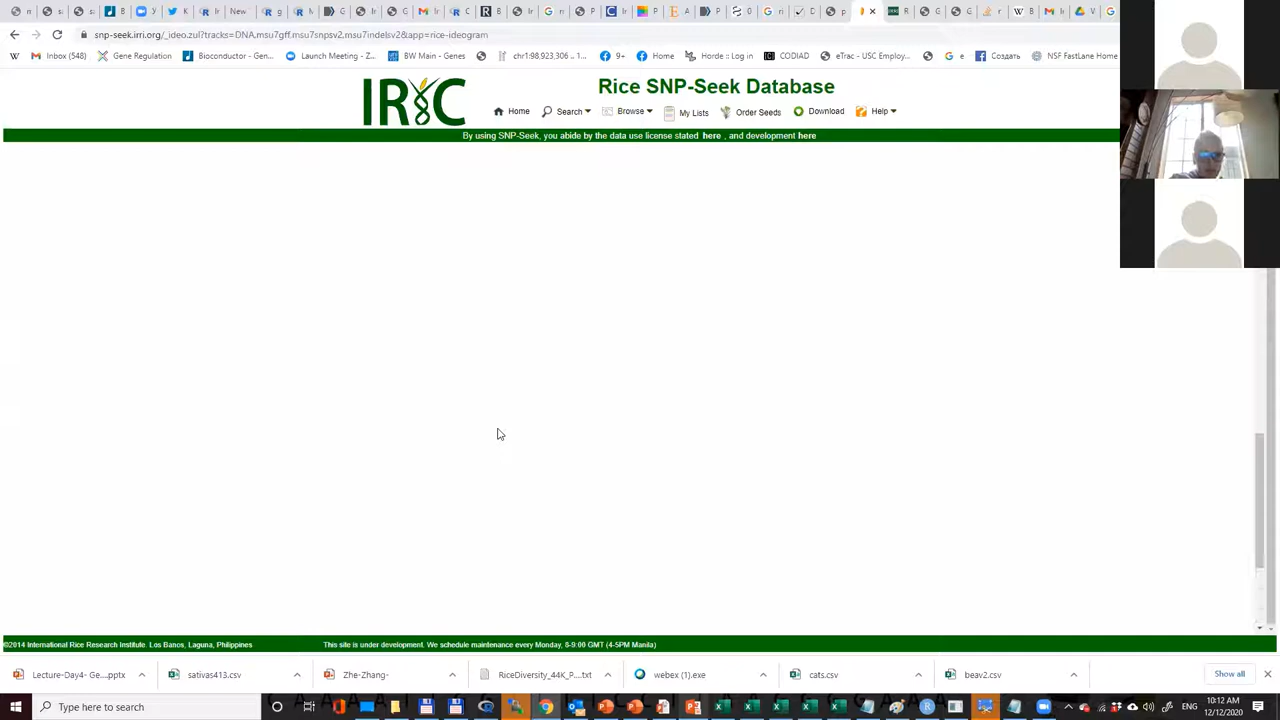 snp-seek.irri.org/_ideo.zul?tracks=DNA.msu7gff.msu7snpsv2.msu7indelsv2&app=rice-ideogram
Inbox (548) Gene Regulation Bioconductor - Gen... Launch Meeting - Z... BW Main - Genes chr1:98,923,306 .. 1... 9+ Home Horde :: Log in CODIAD eTrac - USC Employ... e Создать NSF FastLane Home
IRIC
Rice SNP-Seek Database
Home Search Browse My Lists Order Seeds Download Help
By using SNP-Seek, you abide by the data use license stated here , and development here
©2014 International Rice Research Institute. Los Banos, Laguna, Philippines
This site is under development. We schedule maintenance every Monday, 8-9:00 GMT (4-5PM Manila)
Lecture-Day4- Ge....pptx sativas413.csv Zhe-Zhang- RiceDiversity_44K_P....txt webex (1).exe cats.csv beav2.csv Show all
Type here to search
ENG
10:12 AM
12/12/2020